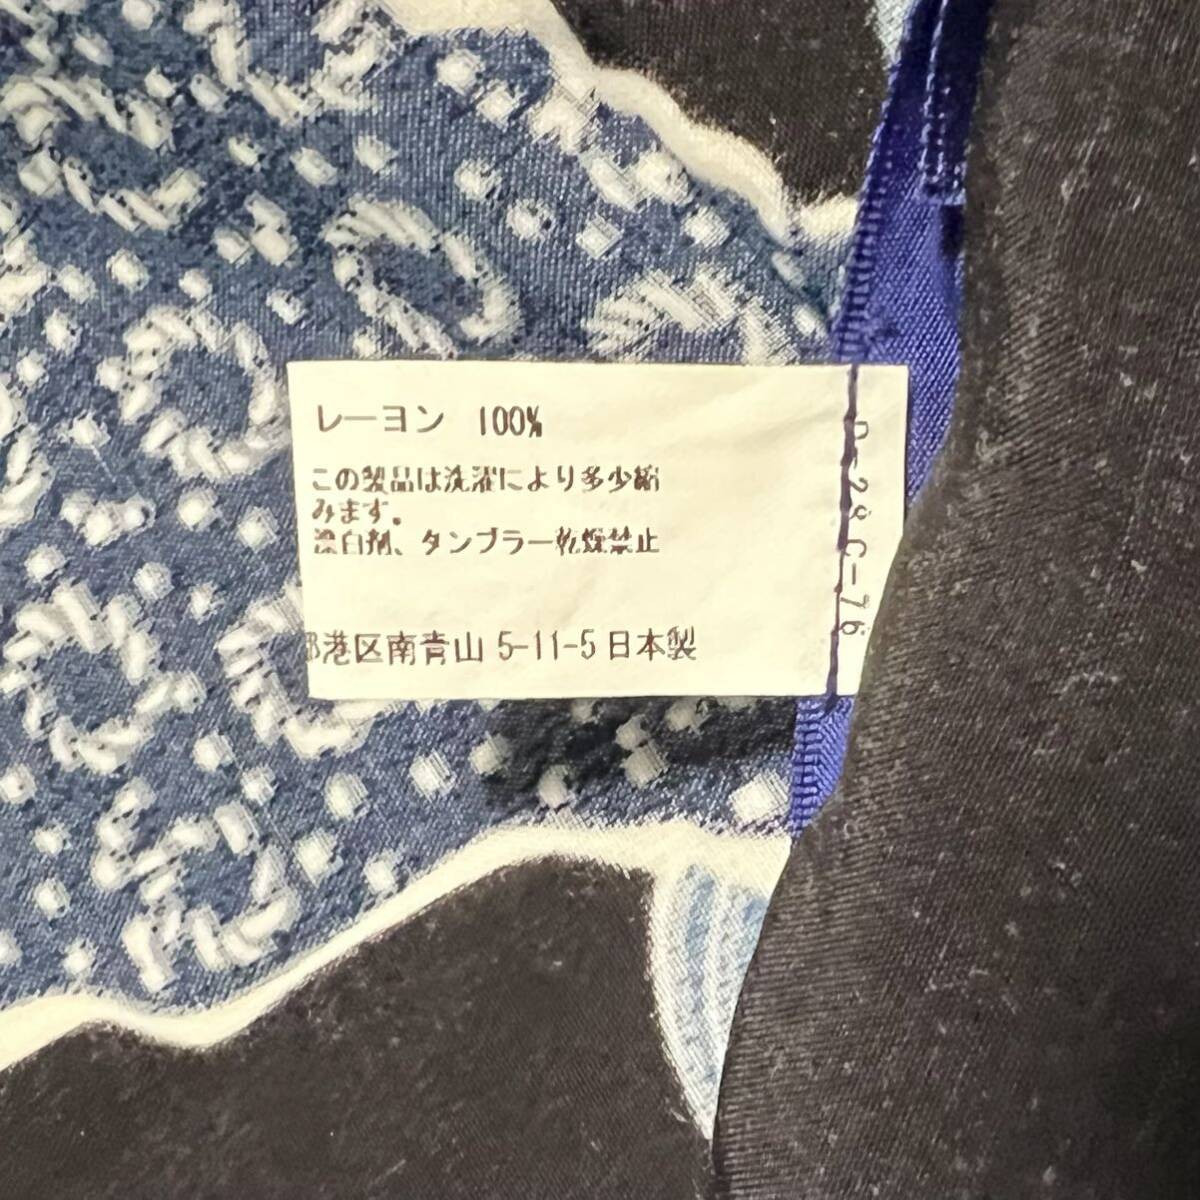 レーヨン 100%
この製品は洗濯により多少縮
みます。
漂白剤、タンブラー乾燥禁止
都港区南青山 5-11-5 日本製
D-28C-76